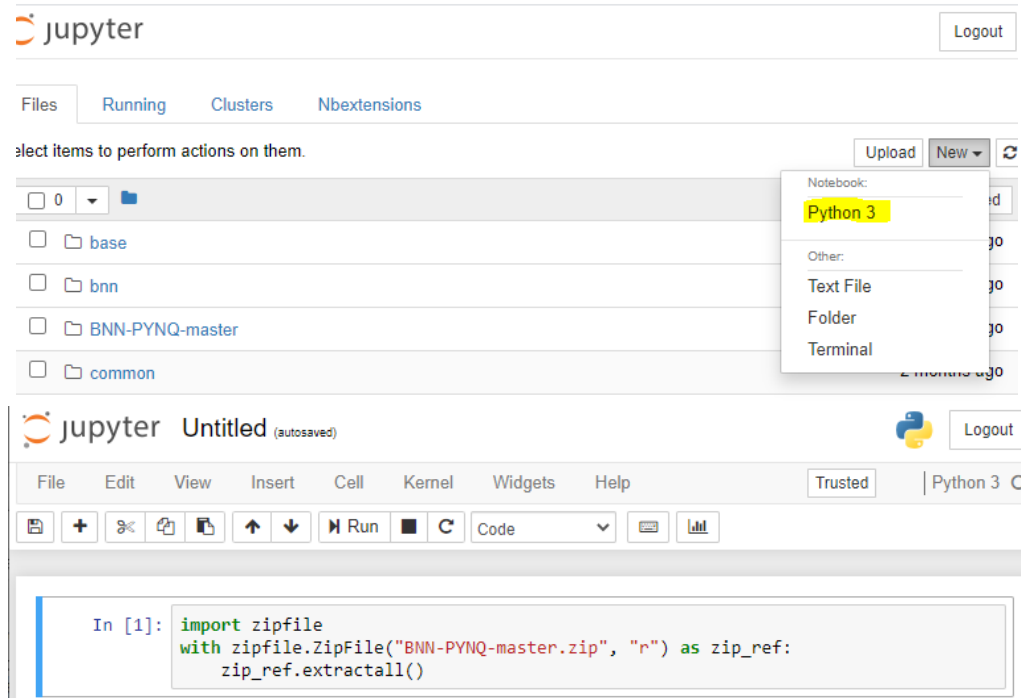 jupyter
Logout
Files Running Clusters Nbextensions
elect items to perform actions on them.
Upload New
Notebook:
0
Python 3
base
Other:
bnn
Text File
Folder
BNN-PYNQ-master
Terminal
common
jupyter Untitled (autosaved)
Logout
File Edit View Insert Cell Kernel Widgets Help Trusted Python 3
Run Code
In [1]: import zipfile
with zipfile.ZipFile("BNN-PYNQ-master.zip", "r") as zip_ref:
zip_ref.extractall()